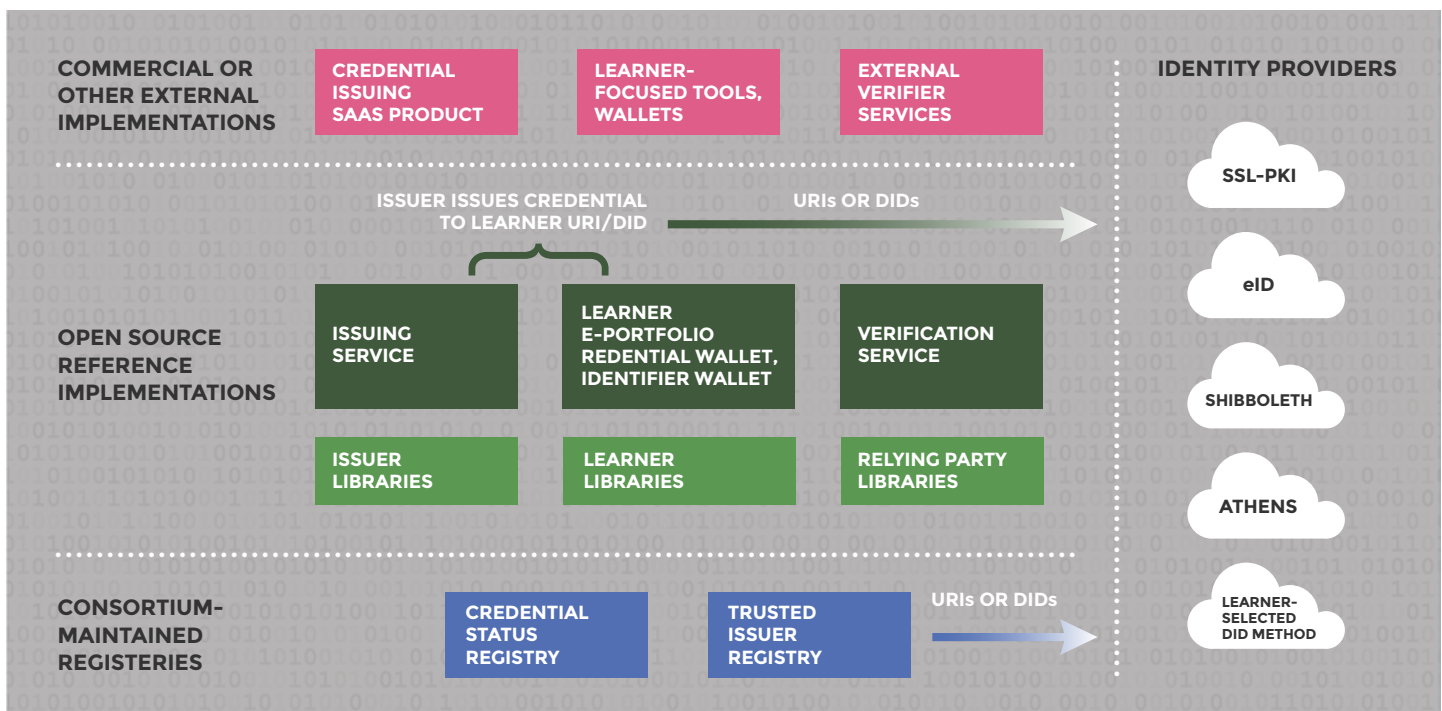 COMMERCIAL OR
OTHER EXTERNAL
IMPLEMENTATIONS
CREDENTIAL
ISSUING
SAAS PRODUCT
LEARNER-
FOCUSED TOOLS,
WALLETS
EXTERNAL
VERIFIER
SERVICES
IDENTITY PROVIDERS
SSL-PKI
eID
SHIBBOLETH
ATHENS
LEARNER-
SELECTED
DID METHOD
ISSUER ISSUES CREDENTIAL
TO LEARNER URI/DID
URIs OR DIDs
OPEN SOURCE
REFERENCE
IMPLEMENTATIONS
ISSUING
SERVICE
LEARNER
E-PORTFOLIO
REDENTIAL WALLET,
IDENTIFIER WALLET
VERIFICATION
SERVICE
ISSUER
LIBRARIES
LEARNER
LIBRARIES
RELYING PARTY
LIBRARIES
CONSORTIUM-
MAINTAINED
REGISTERIES
CREDENTIAL
STATUS
REGISTRY
TRUSTED
ISSUER
REGISTRY
URIs OR DIDs